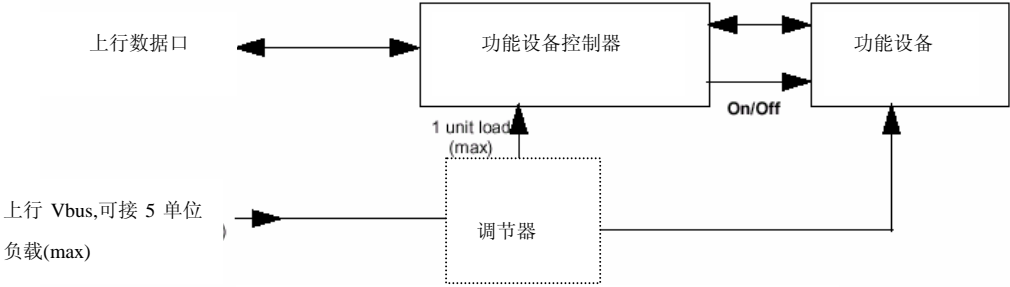 上行数据口
功能设备控制器
功能设备
On/Off
1 unit load
(max)
上行 Vbus,可接 5 单位
负载(max)
调节器
)